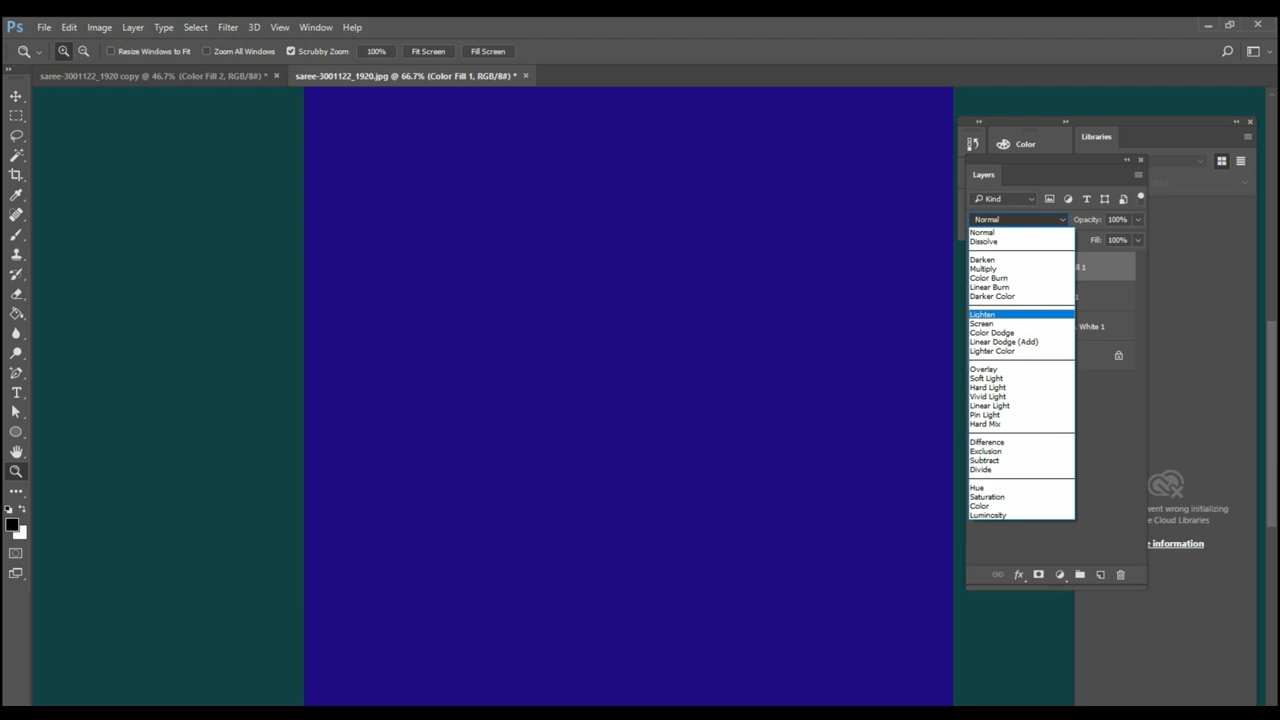 Ps File Edit Image Layer Type Select Filter 3D View Window Help
Resize Windows to Fit Zoom All Windows Scrubby Zoom 100% Fit Screen Fill Screen
saree-3001122_1920 copy @ 46.7% (Color Fill 2, RGB/8#) * × saree-3001122_1920.jpg @ 66.7% (Color Fill 1, RGB/8#) * ×
Color Libraries
Layers
Kind
Normal Opacity: 100%
Fill: 100%
Normal
Dissolve
Darken
Multiply
Color Burn
Linear Burn
Darker Color
Lighten
Screen
Color Dodge
Linear Dodge (Add)
Lighter Color
Overlay
Soft Light
Hard Light
Vivid Light
Linear Light
Pin Light
Hard Mix
Difference
Exclusion
Subtract
Divide
Hue
Saturation
Color
Luminosity
1
White 1
went wrong initializing
Cloud Libraries
information
fx